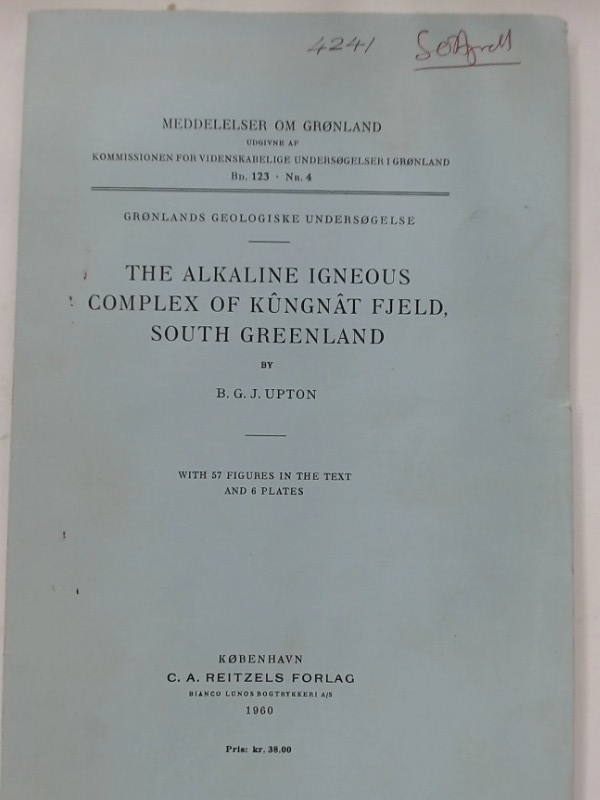 4241
MEDDELELSER OM GRØNLAND
UDGIVNE AF
KOMMISSIONEN FOR VIDENSKABELIGE UNDERSØGELSER I GRØNLAND
BD. 123 · NR. 4
GRØNLANDS GEOLOGISKE UNDERSØGELSE
THE ALKALINE IGNEOUS
COMPLEX OF KÛNGNÂT FJELD,
SOUTH GREENLAND
BY
B. G. J. UPTON
WITH 57 FIGURES IN THE TEXT
AND 6 PLATES
KØBENHAVN
C. A. REITZELS FORLAG
BIANCO LUNOS BOGTRYKKERI A/S
1960
Pris: kr. 38.00